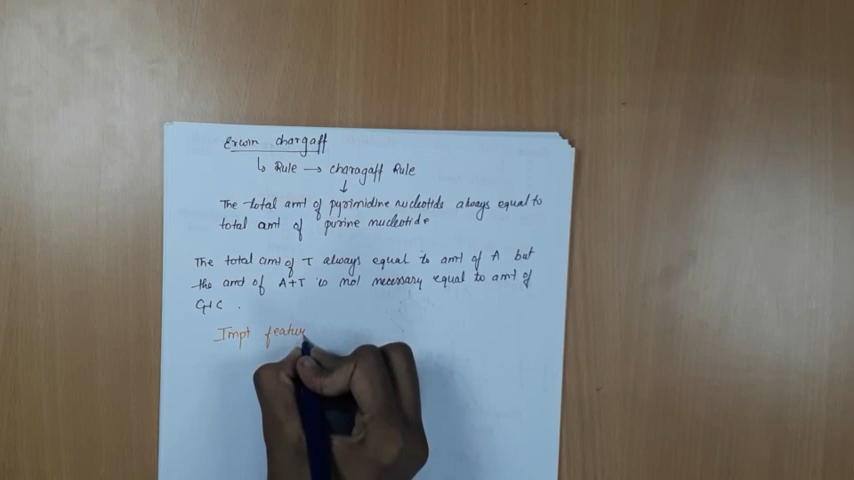 Erwin chargaff
↳ Rule → charagaff Rule
↓
The total amt of pyrimidine nucleotide always equal to
total amt of purine nucleotide
The total amt of T always equal to amt of A but
the amt of A+T is not necessary equal to amt of
G+C .
Impt featur